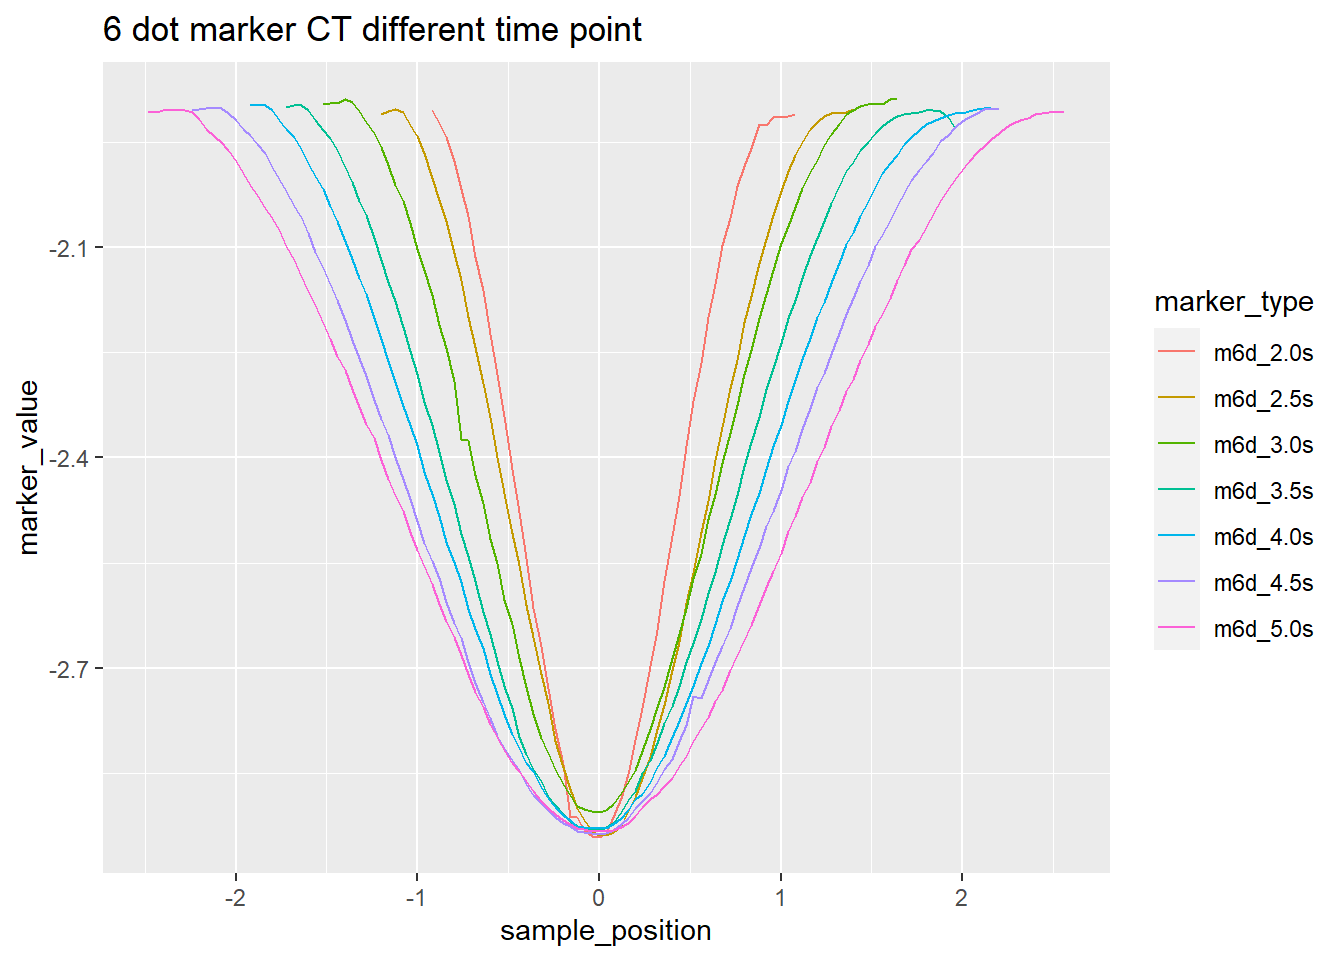 6 dot marker CT different time point
marker_value
-2.1
-2.4
-2.7
-2
-1
0
1
2
sample_position
marker_type
m6d_2.0s
m6d_2.5s
m6d_3.0s
m6d_3.5s
m6d_4.0s
m6d_4.5s
m6d_5.0s